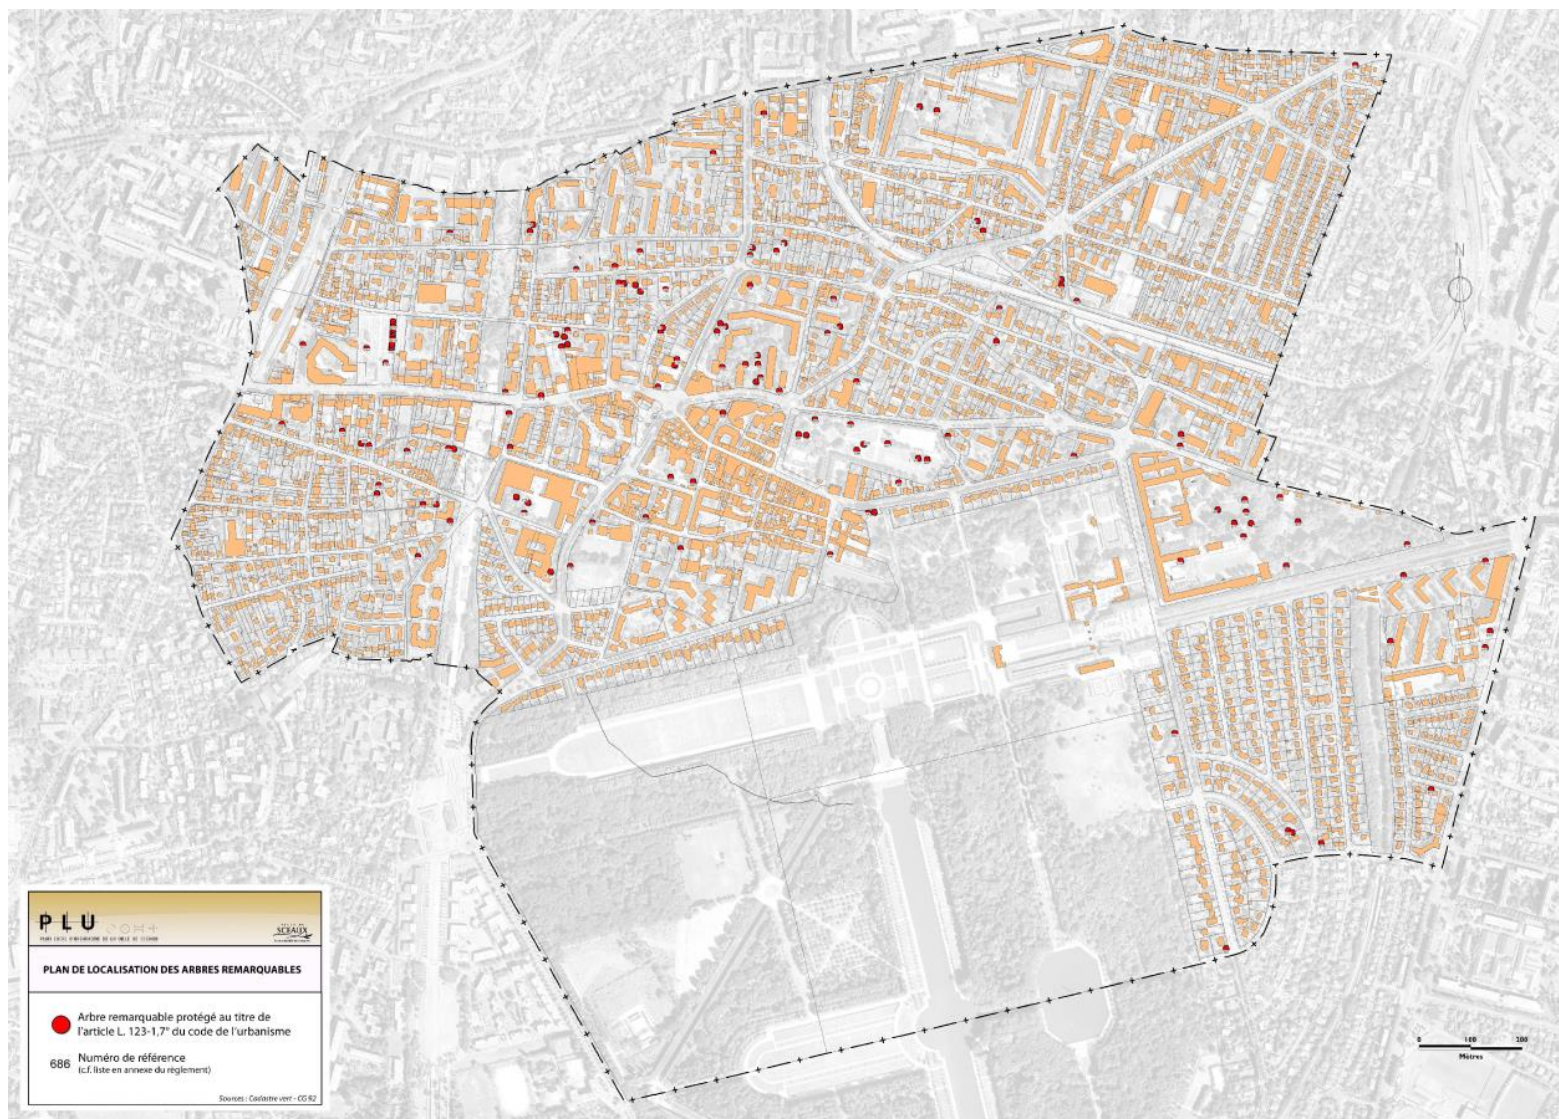 N
PLU
SCEAUX
PLAN DE LOCALISATION DES ARBRES REMARQUABLES
Arbre remarquable protégé au titre de
l'article L. 123-1,7° du code de l'urbanisme
686 Numéro de référence
(c.f. liste en annexe du règlement)
Sources : Cadastre vert - CG 92
0 100 200
Mètres